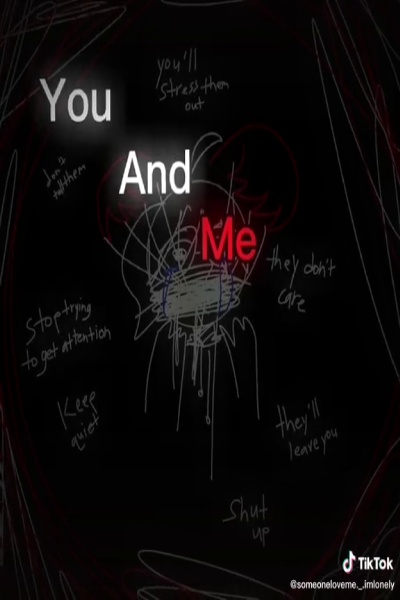 you'll
stress them
out
You
And
don't
tell them
Me
they don't
care
Stop trying
to get attention
Keep
quiet!
they'll
leave you
Shut
up
TikTok
@someoneloveme._.imlonely